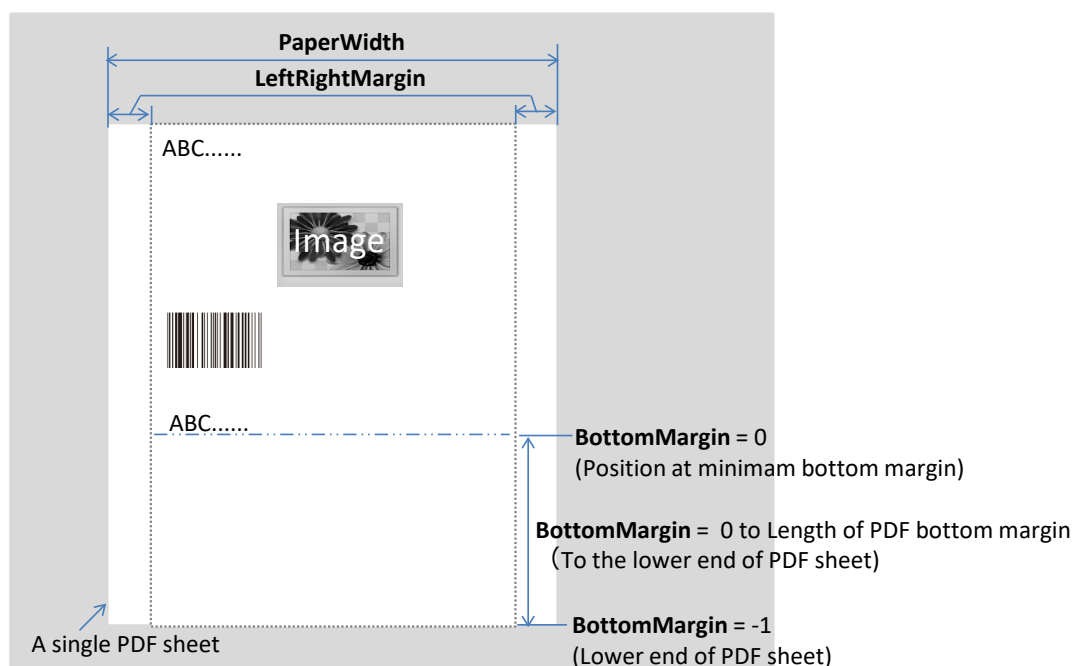 PaperWidth
LeftRightMargin
ABC......
Image
ABC......
BottomMargin = 0
(Position at minimam bottom margin)
BottomMargin = 0 to Length of PDF bottom margin
（To the lower end of PDF sheet)
BottomMargin = -1
(Lower end of PDF sheet)
A single PDF sheet